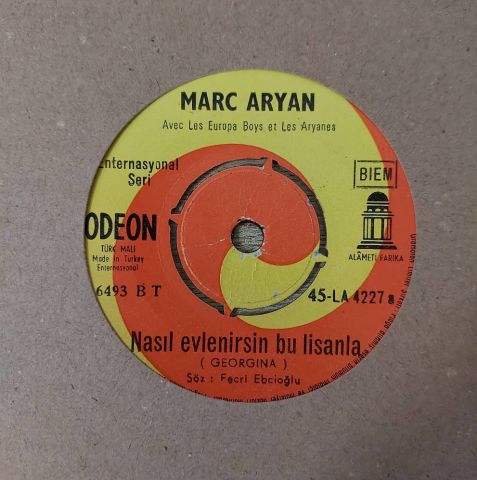 MARC ARYAN
Avec Les Europa Boys et Les Aryanes
Enternasyonal
Seri
BIEM
ODEON
TÜRK MALI
Made in Turkey
Enternasyonal
ALÂMETİ FARİKA
6493 B T
45-LA 4227 a
Nasıl evlenirsin bu lisanla
( GEORGINA )
Söz : Fecri Ebcioğlu